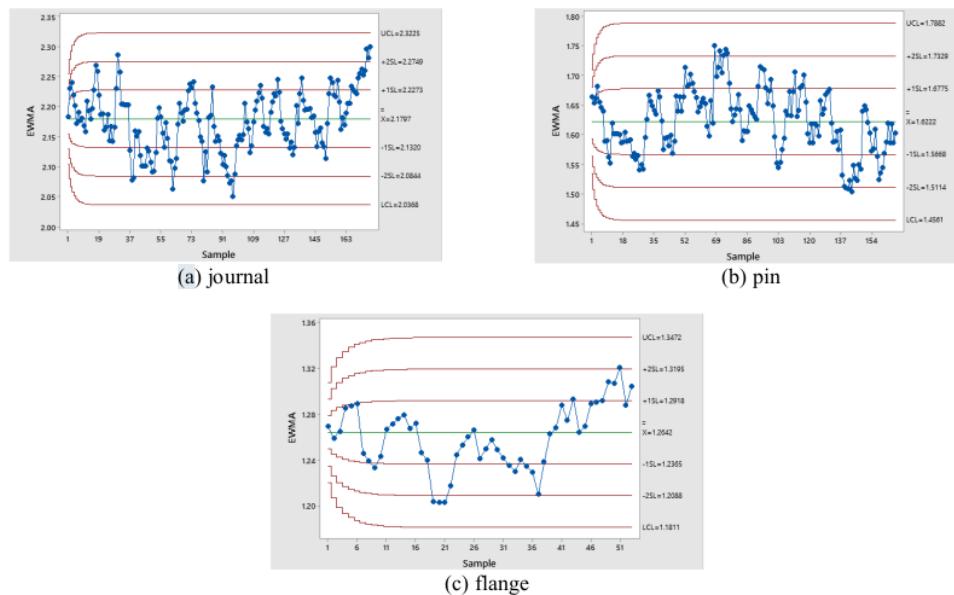 2.35
2.30
2.25
2.20
2.15
2.10
2.05
2.00
EWMA
UCL=2.3225
+2SL=2.2749
+1SL=2.2273
=
X=2.1797
-1SL=2.1320
-2SL=2.0844
LCL=2.0368
1 19 37 55 73 91 109 127 145 163
Sample
(a) journal
1.80
1.75
1.70
1.65
1.60
1.55
1.50
1.45
EWMA
UCL=1.7882
+2SL=1.7329
+1SL=1.6775
=
X=1.6222
-1SL=1.5668
-2SL=1.5114
LCL=1.4561
1 18 35 52 69 86 103 120 137 154
Sample
(b) pin
1.36
1.32
1.28
1.24
1.20
EWMA
UCL=1.3472
+2SL=1.3195
+1SL=1.2918
=
X=1.2642
-1SL=1.2365
-2SL=1.2088
LCL=1.1811
1 6 11 16 21 26 31 36 41 46 51
Sample
(c) flange